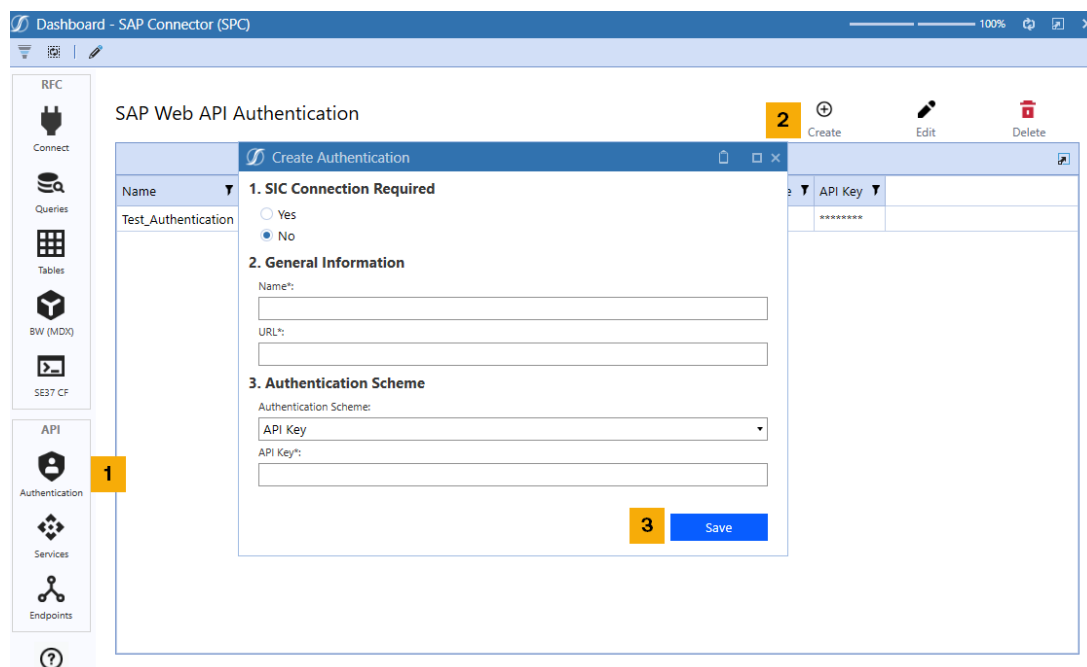 Dashboard - SAP Connector (SPC)
100%
RFC
Connect
Queries
Tables
BW (MDX)
SE37 CF
API
Authentication
1
Services
Endpoints
SAP Web API Authentication
2
Create
Edit
Delete
Name
API Key
Test_Authentication
********
Create Authentication
1. SIC Connection Required
Yes
No
2. General Information
Name*:
URL*:
3. Authentication Scheme
Authentication Scheme:
API Key
API Key*:
3
Save